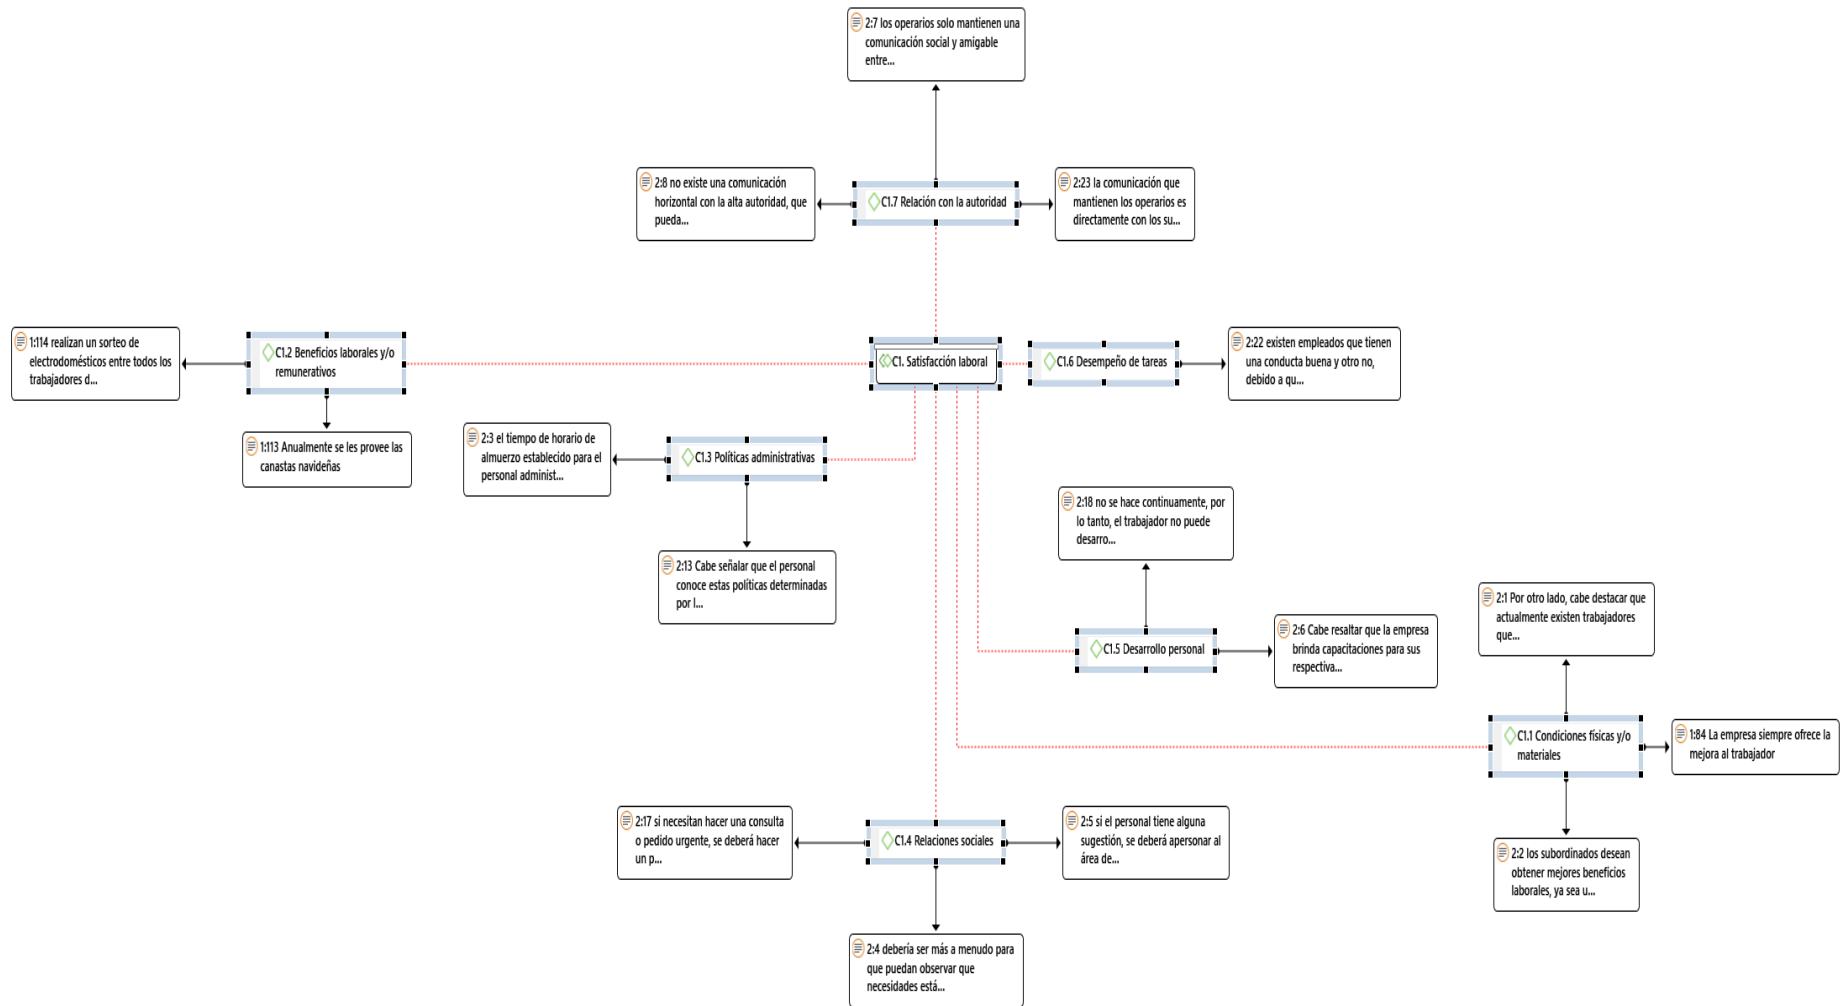 2:7 los operarios solo mantienen una
comunicación social y amigable
entre...
2:8 no existe una comunicación
horizontal con la alta autoridad, que
pueda...
C1.7 Relación con la autoridad
2:23 la comunicación que
mantienen los operarios es
directamente con los su...
1:114 realizan un sorteo de
electrodomésticos entre todos los
trabajadores d...
C1.2 Beneficios laborales y/o
remunerativos
C1. Satisfacción laboral
C1.6 Desempeño de tareas
2:22 existen empleados que tienen
una conducta buena y otro no,
debido a qu...
1:113 Anualmente se les provee las
canastas navideñas
2:3 el tiempo de horario de
almuerzo establecido para el
personal administ...
C1.3 Políticas administrativas
2:13 Cabe señalar que el personal
conoce estas políticas determinadas
por l...
2:18 no se hace continuamente, por
lo tanto, el trabajador no puede
desarro...
C1.5 Desarrollo personal
2:6 Cabe resaltar que la empresa
brinda capacitaciones para sus
respectiva...
2:1 Por otro lado, cabe destacar que
actualmente existen trabajadores
que...
C1.1 Condiciones físicas y/o
materiales
1:84 La empresa siempre ofrece la
mejora al trabajador
2:2 los subordinados desean
obtener mejores beneficios
laborales, ya sea u...
2:17 si necesitan hacer una consulta
o pedido urgente, se deberá hacer
un p...
C1.4 Relaciones sociales
2:5 si el personal tiene alguna
sugestión, se deberá apersonar al
área de...
2:4 debería ser más a menudo para
que puedan observar que
necesidades está...